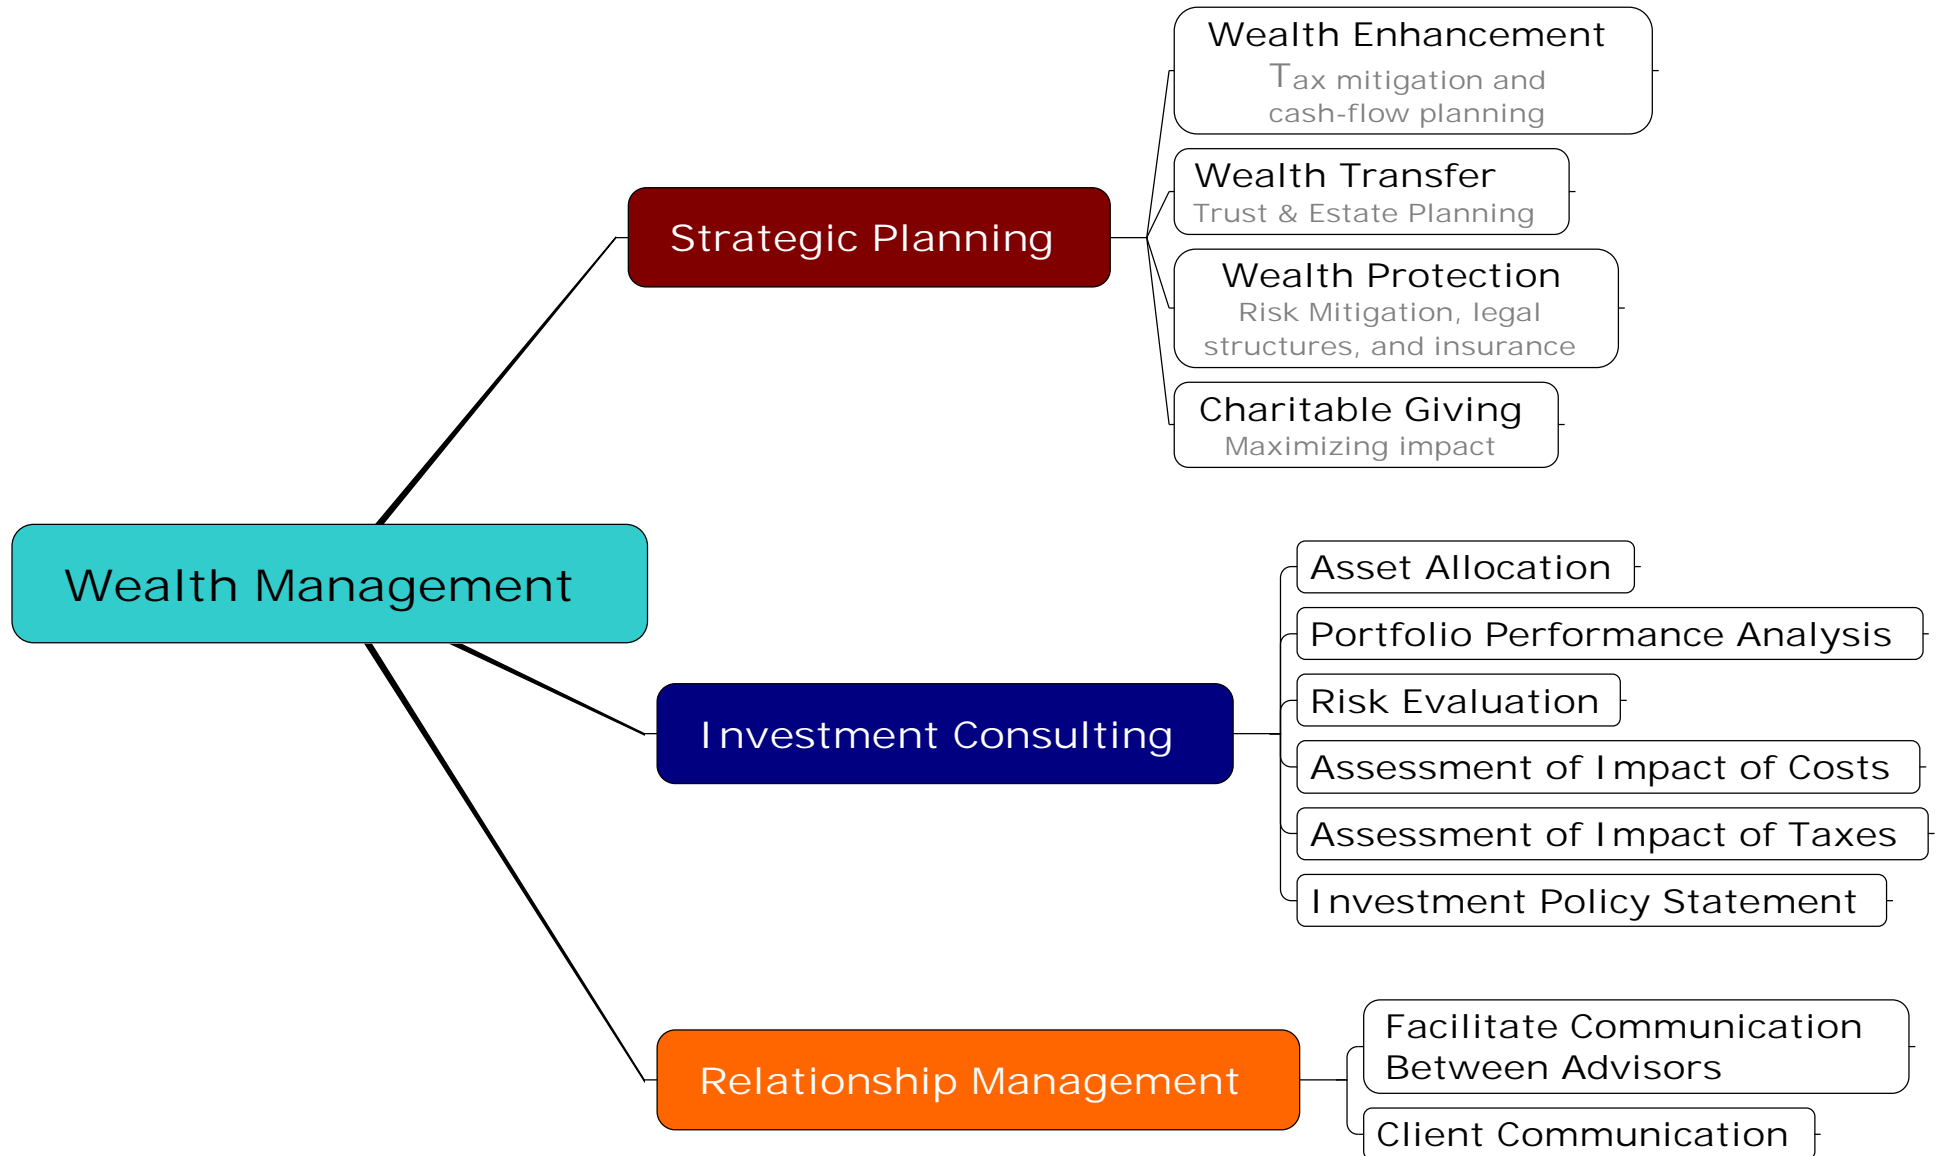 Wealth Management
Strategic Planning
Wealth Enhancement
Tax mitigation and
cash-flow planning
Wealth Transfer
Trust & Estate Planning
Wealth Protection
Risk Mitigation, legal
structures, and insurance
Charitable Giving
Maximizing impact
Investment Consulting
Asset Allocation
Portfolio Performance Analysis
Risk Evaluation
Assessment of Impact of Costs
Assessment of Impact of Taxes
Investment Policy Statement
Relationship Management
Facilitate Communication
Between Advisors
Client Communication